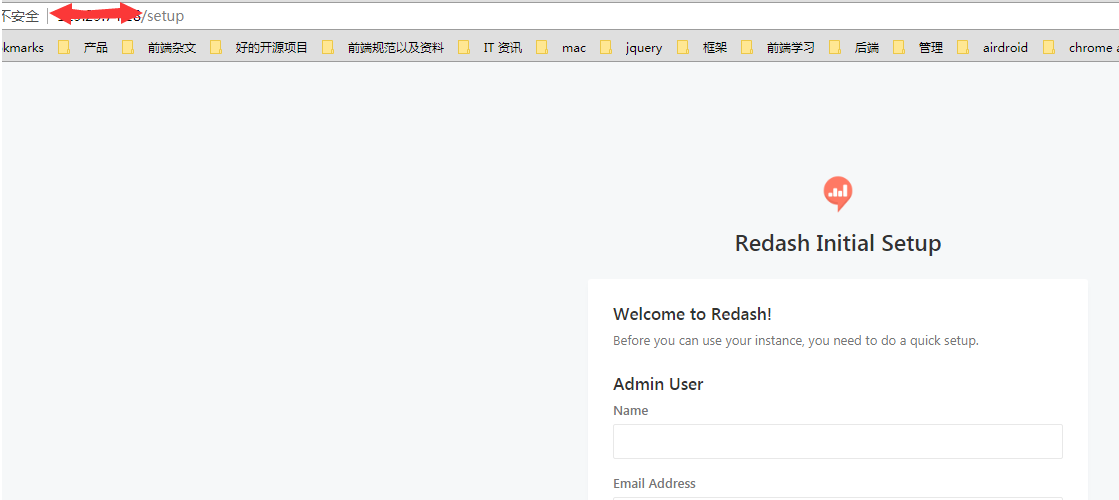 不安全 /setup
okmarks 产品 前端杂文 好的开源项目 前端规范以及资料 IT 资讯 mac jquery 框架 前端学习 后端 管理 airdroid chrome a
Redash Initial Setup
Welcome to Redash!
Before you can use your instance, you need to do a quick setup.
Admin User
Name
Email Address